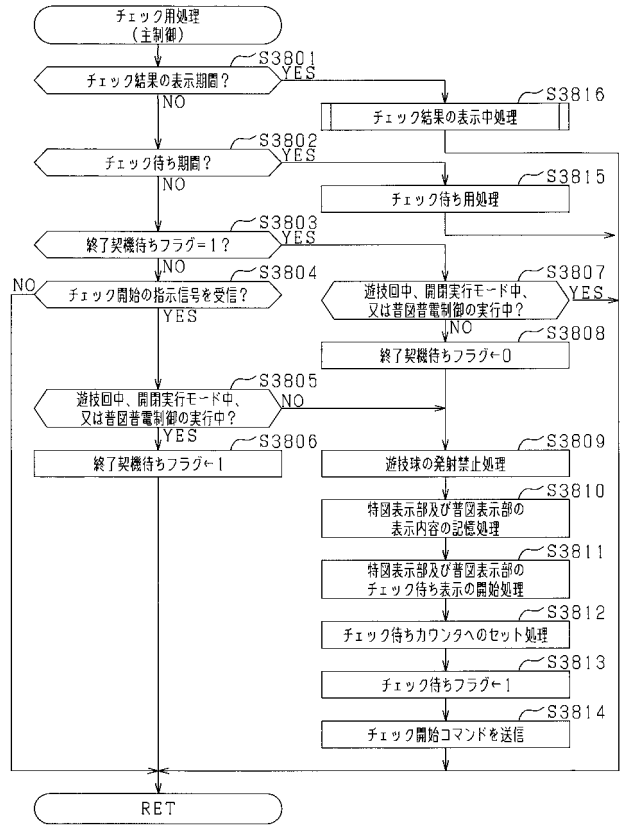 チェック用処理
(主制御)
S3801
チェック結果の表示期間?
YES
NO
S3816
チェック結果の表示中処理
S3802
チェック待ち期間?
YES
NO
S3815
チェック待ち用処理
S3803
終了契機待ちフラグ=1?
YES
NO
S3804
NO
チェック開始の指示信号を受信?
YES
S3807
遊技回中、開閉実行モード中、
又は普図普電制御の実行中?
YES
NO
S3808
終了契機待ちフラグ←0
S3805
遊技回中、開閉実行モード中、
又は普図普電制御の実行中?
NO
YES
S3806
終了契機待ちフラグ←1
S3809
遊技球の発射禁止処理
S3810
特図表示部及び普図表示部の
表示内容の記憶処理
S3811
特図表示部及び普図表示部の
チェック待ち表示の開始処理
S3812
チェック待ちカウンタへのセット処理
S3813
チェック待ちフラグ←1
S3814
チェック開始コマンドを送信
RET